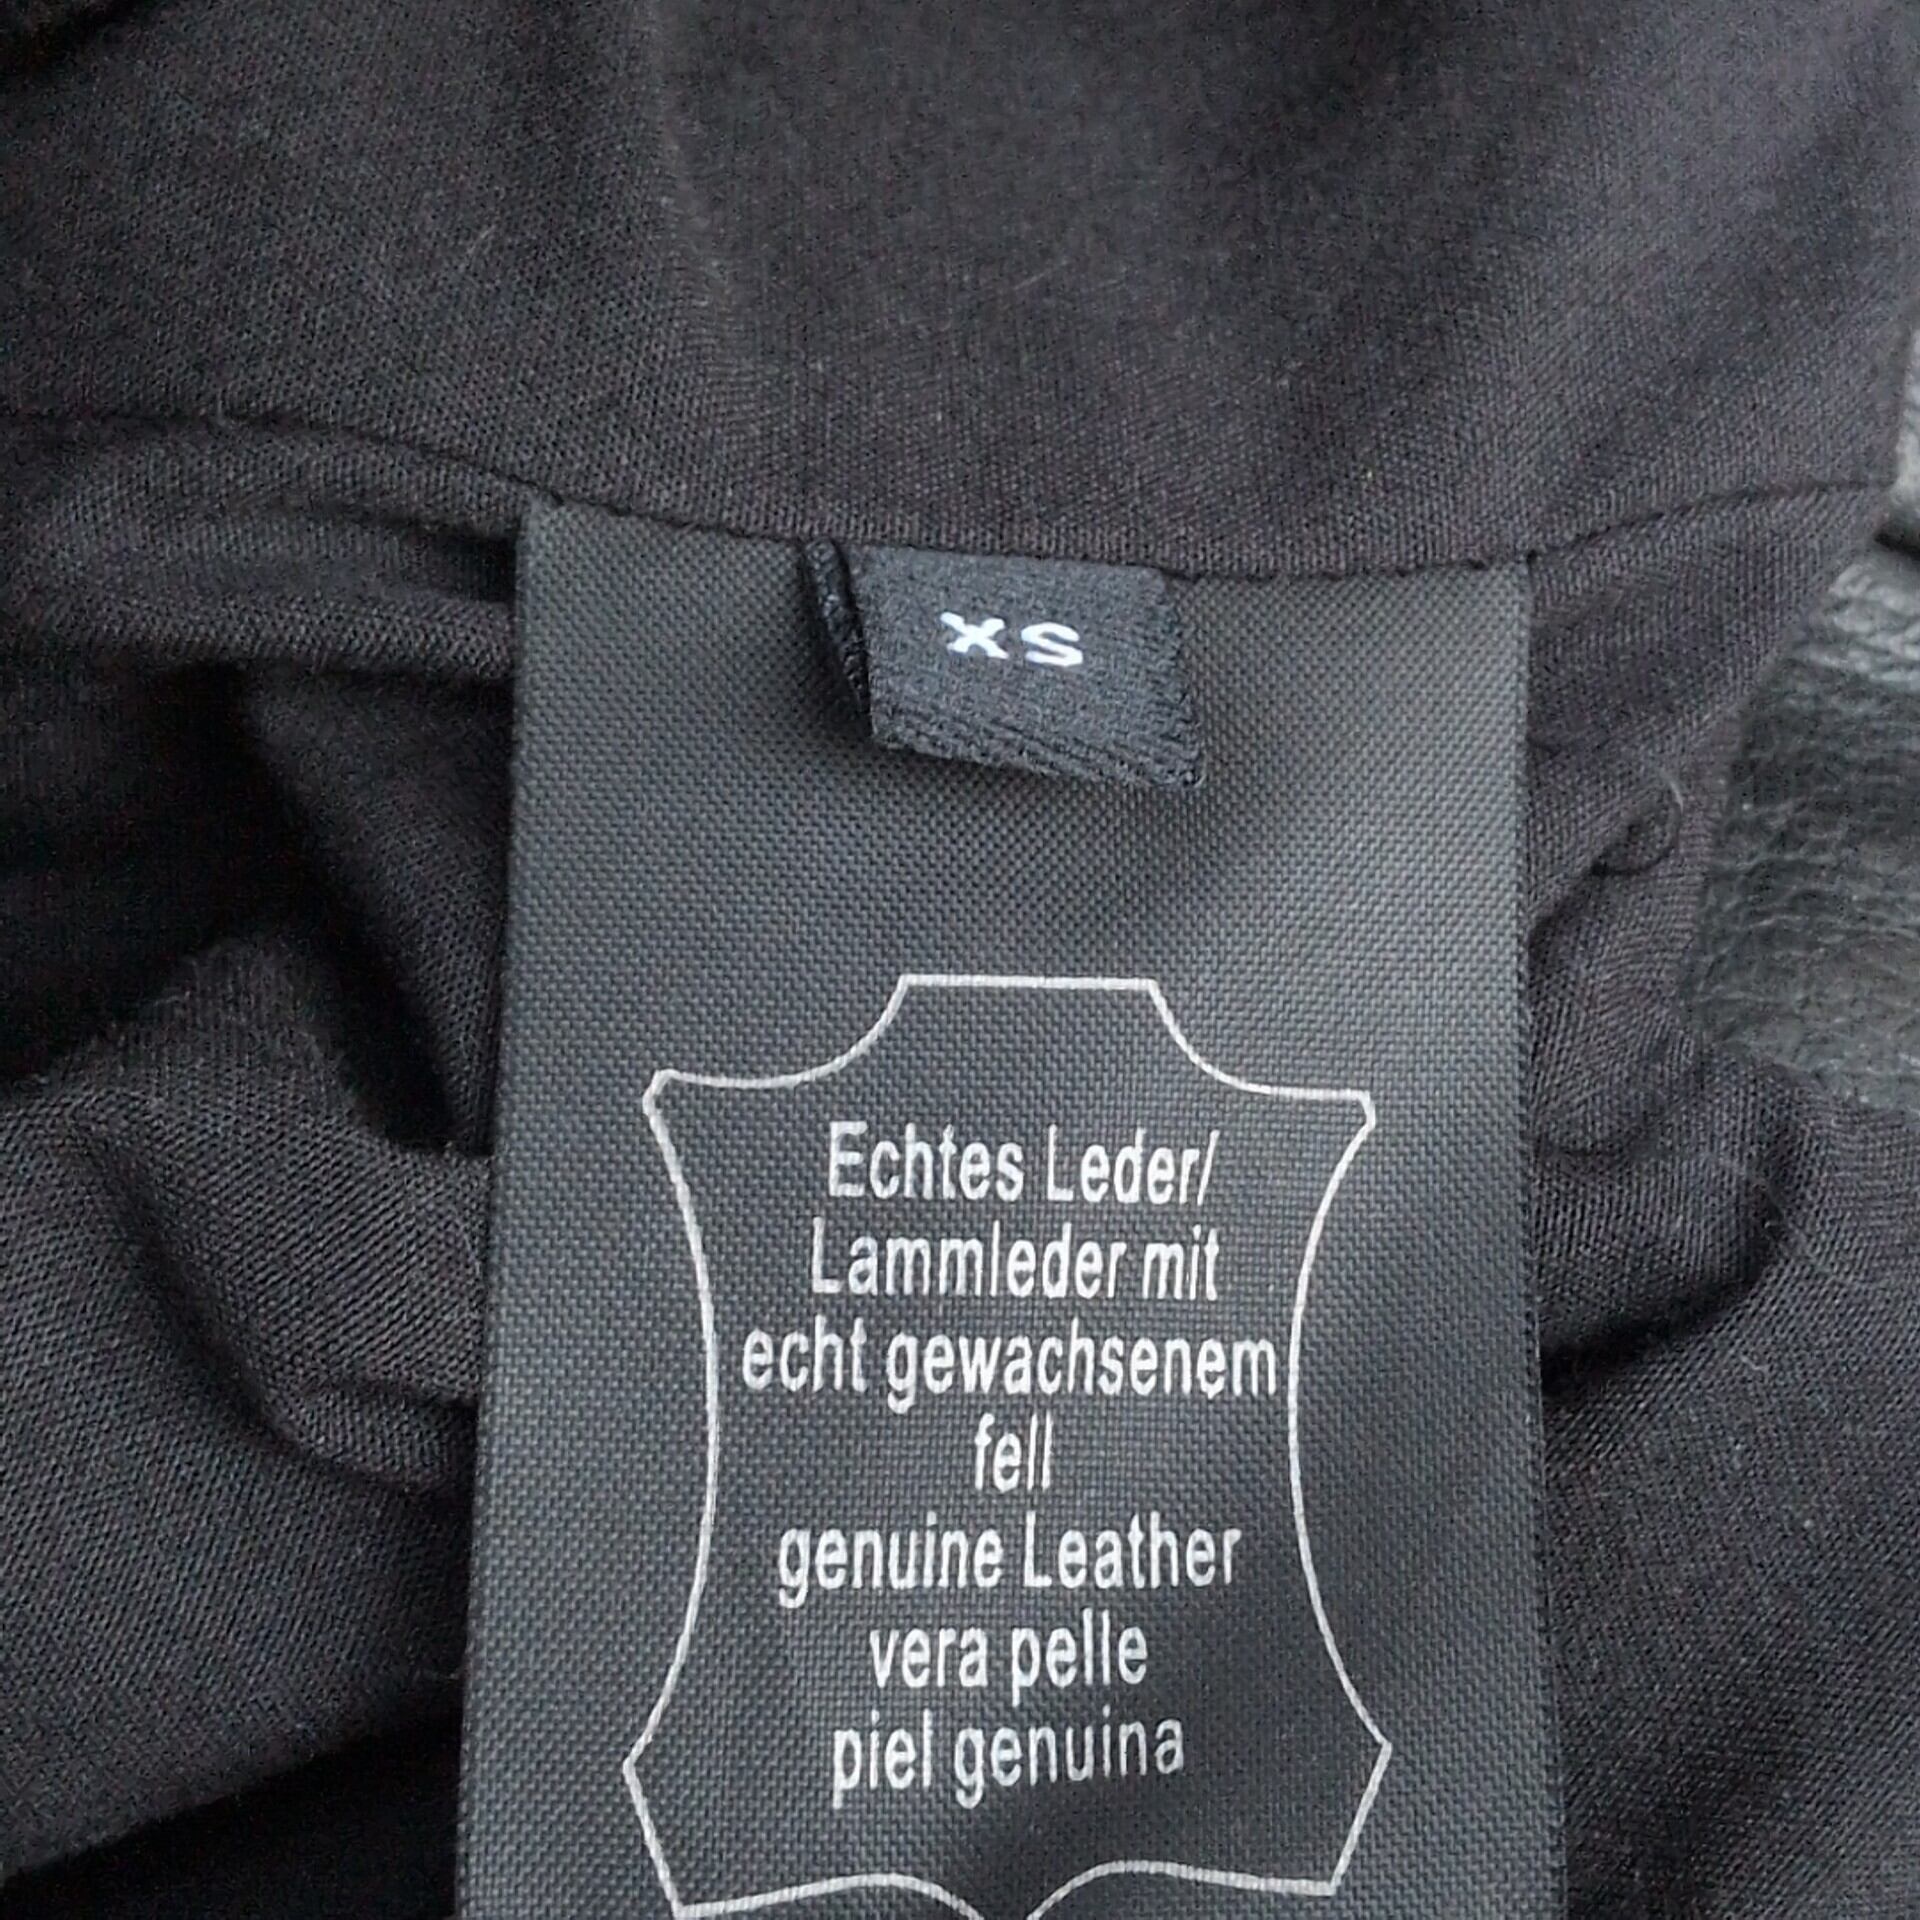 XS
Echtes Leder/
Lammleder mit
echt gewachsenem
fell
genuine Leather
vera pelle
piel genuina